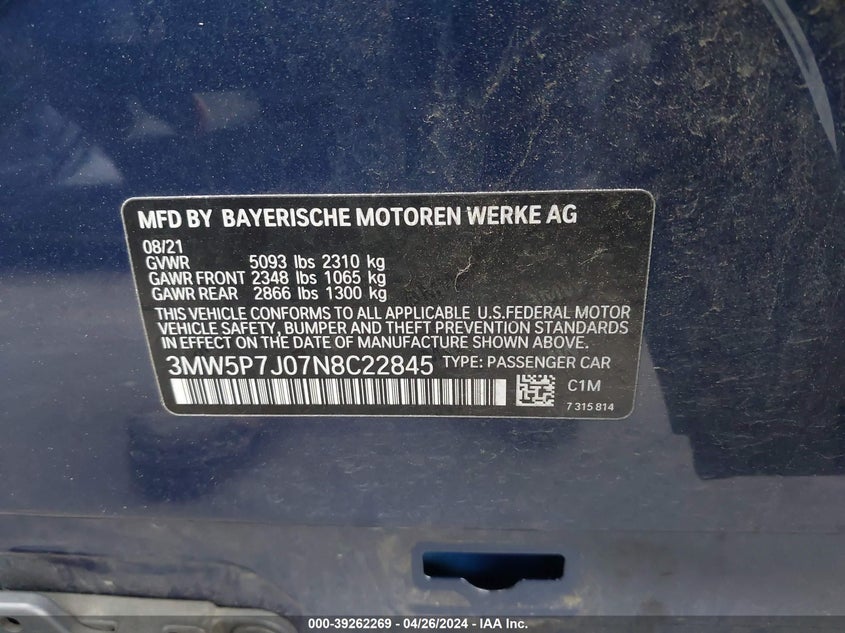 MFD BY BAYERISCHE MOTOREN WERKE AG
08/21
GVWR 5093 lbs 2310 kg
GAWR FRONT 2348 lbs 1065 kg
GAWR REAR 2866 lbs 1300 kg
THIS VEHICLE CONFORMS TO ALL APPLICABLE U.S.FEDERAL MOTOR
VEHICLE SAFETY, BUMPER AND THEFT PREVENTION STANDARDS
IN EFFECT ON THE DATE OF MANUFACTURE SHOWN ABOVE.
3MW5P7J07N8C22845 TYPE: PASSENGER CAR
C1M
7 315 814
000-39262269 - 04/26/2024 - IAA Inc.